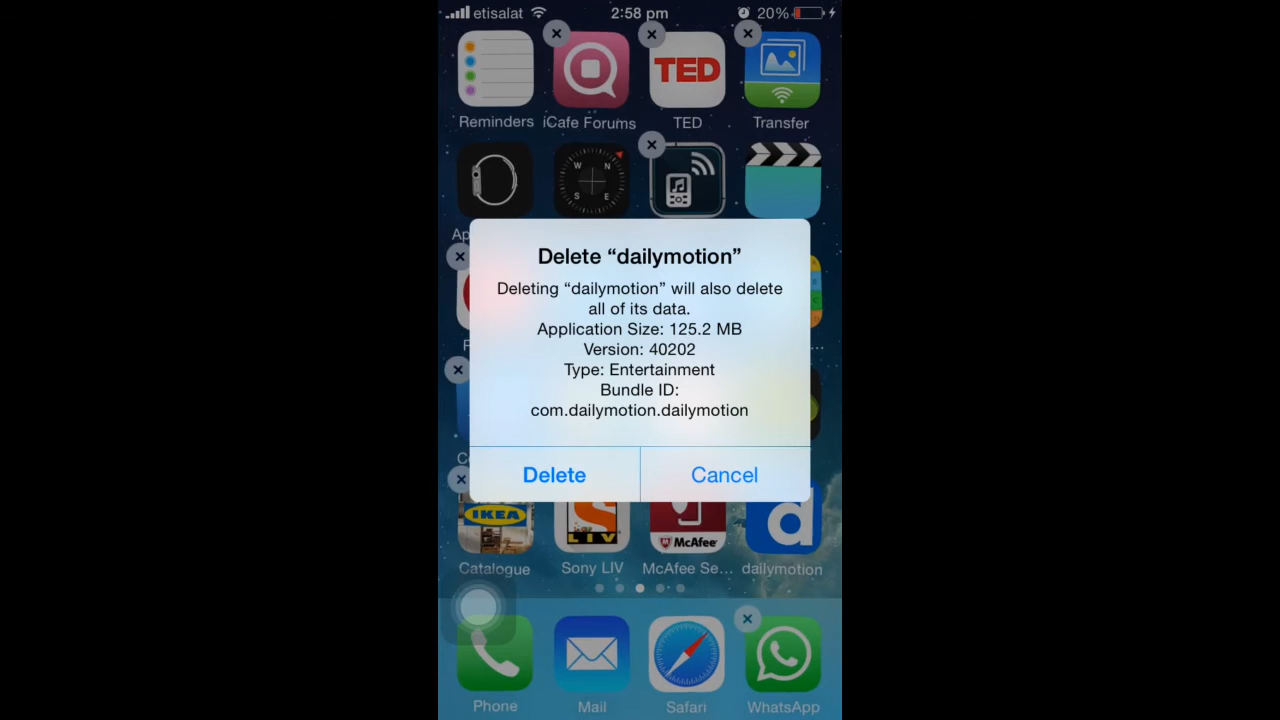 etisalat 2:58 pm 20%
TED
Reminders iCafe Forums TED Transfer
W N
S E
Ap
Delete “dailymotion”
Deleting “dailymotion” will also delete
all of its data.
Application Size: 125.2 MB
Version: 40202
Type: Entertainment
Bundle ID:
com.dailymotion.dailymotion
Delete Cancel
IKEA S LIV McAfee d
Catalogue Sony LIV McAfee Se... dailymotion
Phone Mail Safari WhatsApp